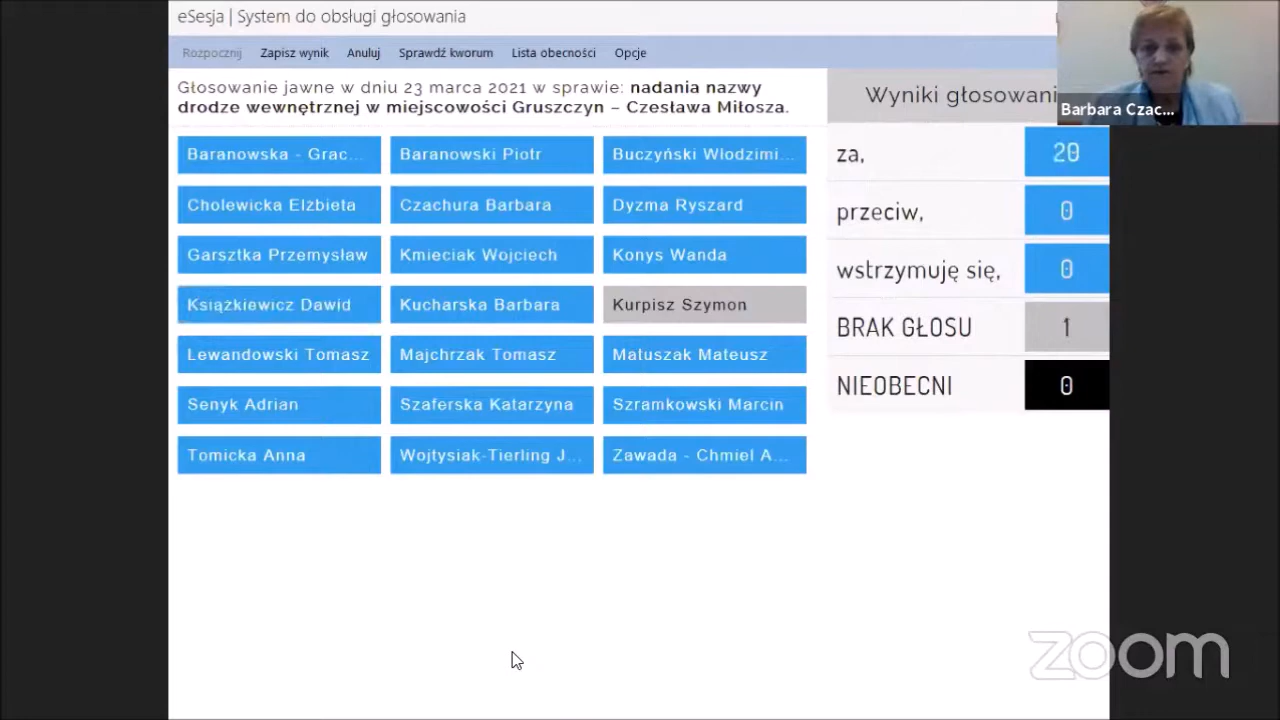 eSesja | System do obsługi głosowania
Rozpocznij Zapisz wynik Anuluj Sprawdź kworum Lista obecności Opcje
Głosowanie jawne w dniu 23 marca 2021 w sprawie: nadania nazwy
drodze wewnętrznej w miejscowości Gruszczyn – Czesława Miłosza.
Baranowska - Grac... Baranowski Piotr Buczyński Włodzimi...
Cholewicka Elżbieta Czachura Barbara Dyzma Ryszard
Garsztka Przemysław Kmieciak Wojciech Konys Wanda
Książkiewicz Dawid Kucharska Barbara Kurpisz Szymon
Lewandowski Tomasz Majchrzak Tomasz Matuszak Mateusz
Senyk Adrian Szaferska Katarzyna Szramkowski Marcin
Tomicka Anna Wojtysiak-Tierling J... Zawada - Chmiel A...
Wyniki głosowani
za, 20
przeciw, 0
wstrzymuję się, 0
BRAK GŁOSU 1
NIEOBECNI 0
Barbara Czac...
zoom